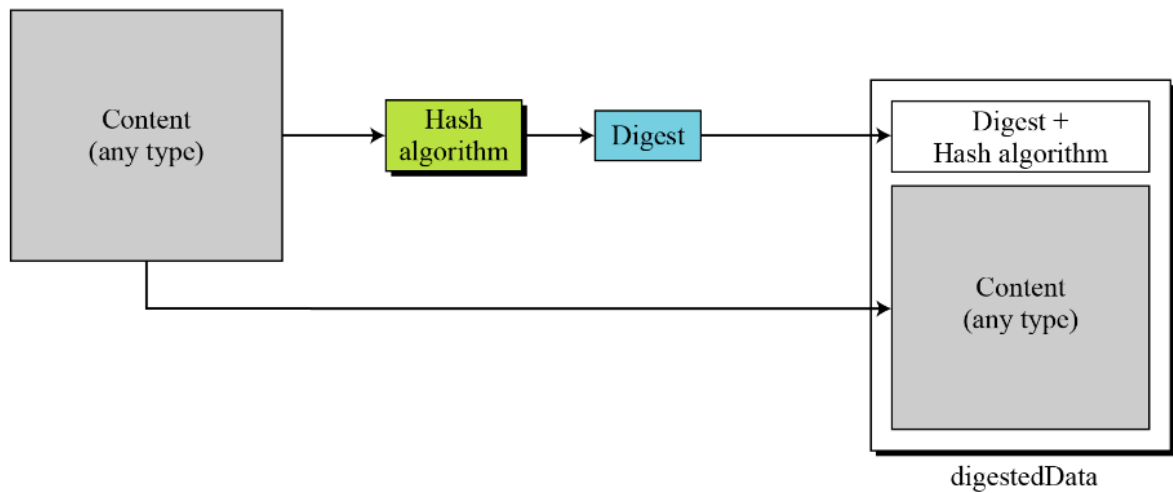 Content
(any type)
Hash
algorithm
Digest
Digest +
Hash algorithm
Content
(any type)
digestedData